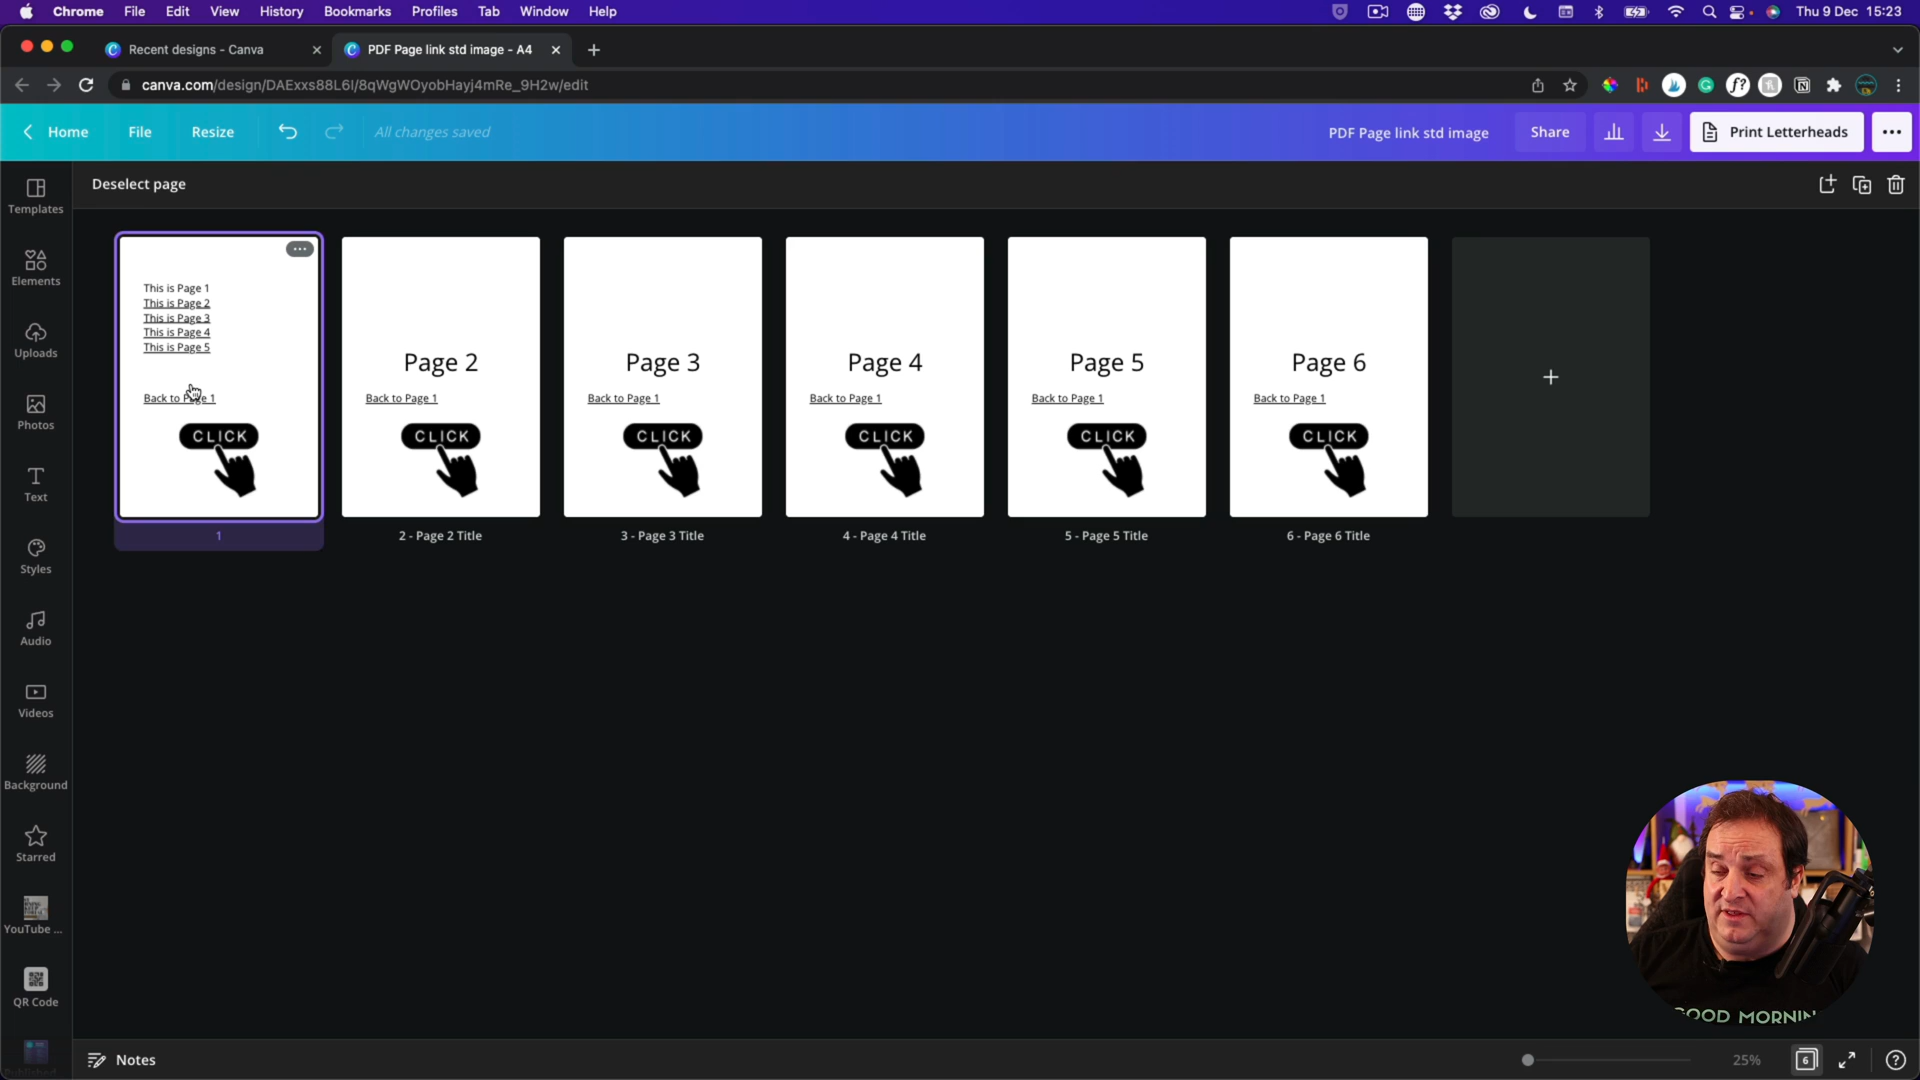 Chrome File Edit View History Bookmarks Profiles Tab Window Help
Thu 9 Dec 15:23
Recent designs - Canva
PDF Page link std image - A4
canva.com/design/DAExxs88L6I/8qWgWOyobHayj4mRe_9H2w/edit
Home File Resize All changes saved
PDF Page link std image Share Print Letterheads
Deselect page
Templates
Elements
Uploads
Photos
Text
Styles
Audio
Videos
Background
Starred
YouTube ...
QR Code
This is Page 1
This is Page 2
This is Page 3
This is Page 4
This is Page 5
Back to Page 1
CLICK
1
Page 2
Back to Page 1
CLICK
2 - Page 2 Title
Page 3
Back to Page 1
CLICK
3 - Page 3 Title
Page 4
Back to Page 1
CLICK
4 - Page 4 Title
Page 5
Back to Page 1
CLICK
5 - Page 5 Title
Page 6
Back to Page 1
CLICK
6 - Page 6 Title
GOOD MORNIN
Notes
25%
6